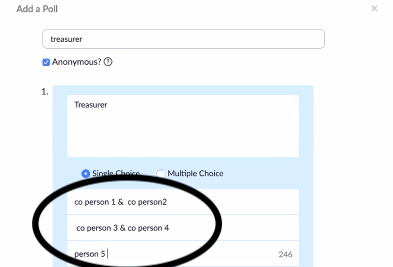 Add a Poll
treasurer
Anonymous?
1.
Treasurer
Single Choice Multiple Choice
co person 1 & co person2
co person 3 & co person 4
person 5
246